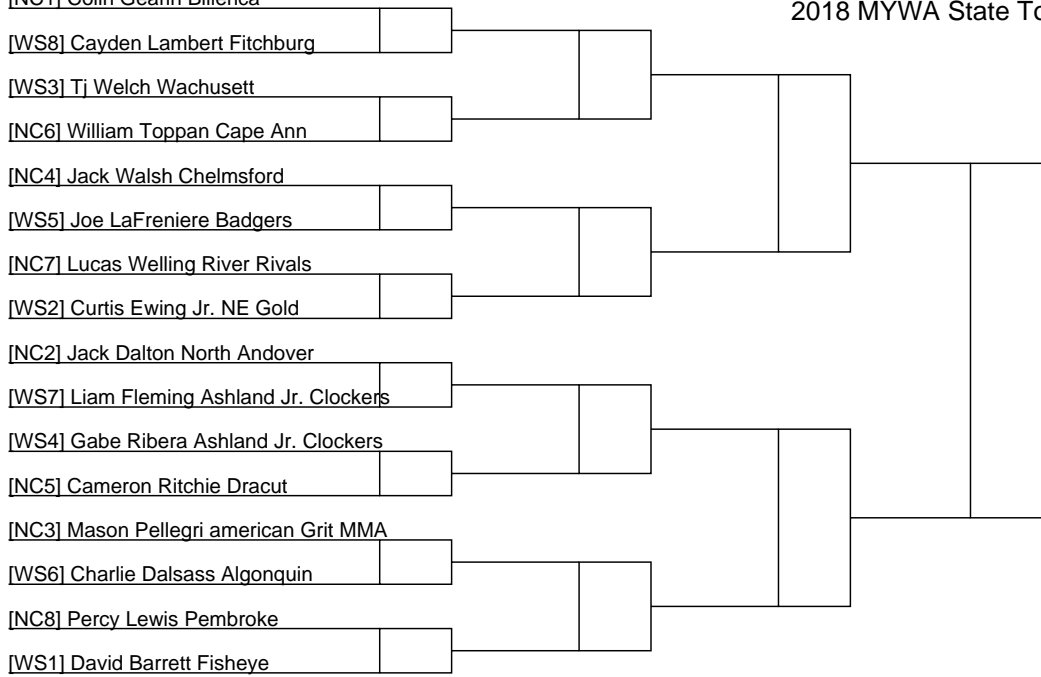 [NC1] Colin Billerica
2018 MYWA State To
[WS8] Cayden Lambert Fitchburg
[WS3] Tj Welch Wachusett
[NC6] William Toppan Cape Ann
[NC4] Jack Walsh Chelmsford
[WS5] Joe LaFreniere Badgers
[NC7] Lucas Welling River Rivals
[WS2] Curtis Ewing Jr. NE Gold
[NC2] Jack Dalton North Andover
[WS7] Liam Fleming Ashland Jr. Clockers
[WS4] Gabe Ribera Ashland Jr. Clockers
[NC5] Cameron Ritchie Dracut
[NC3] Mason Pellegri american Grit MMA
[WS6] Charlie Dalsass Algonquin
[NC8] Percy Lewis Pembroke
[WS1] David Barrett Fisheye